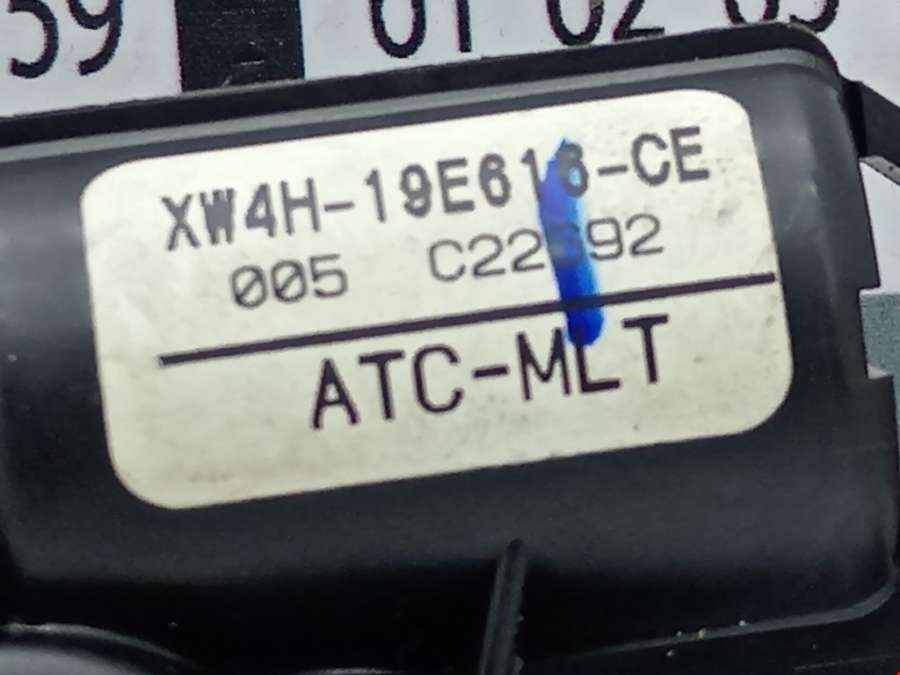 59 01 02 03
XW4H-19E616-CE
005
ATC-MLT